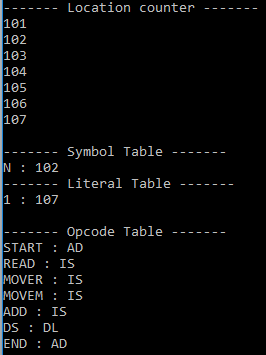 ------- Location counter -------
101
102
103
104
105
106
107
------- Symbol Table -------
N : 102
------- Literal Table -------
1 : 107
------- Opcode Table -------
START : AD
READ : IS
MOVER : IS
MOVEM : IS
ADD : IS
DS : DL
END : AD